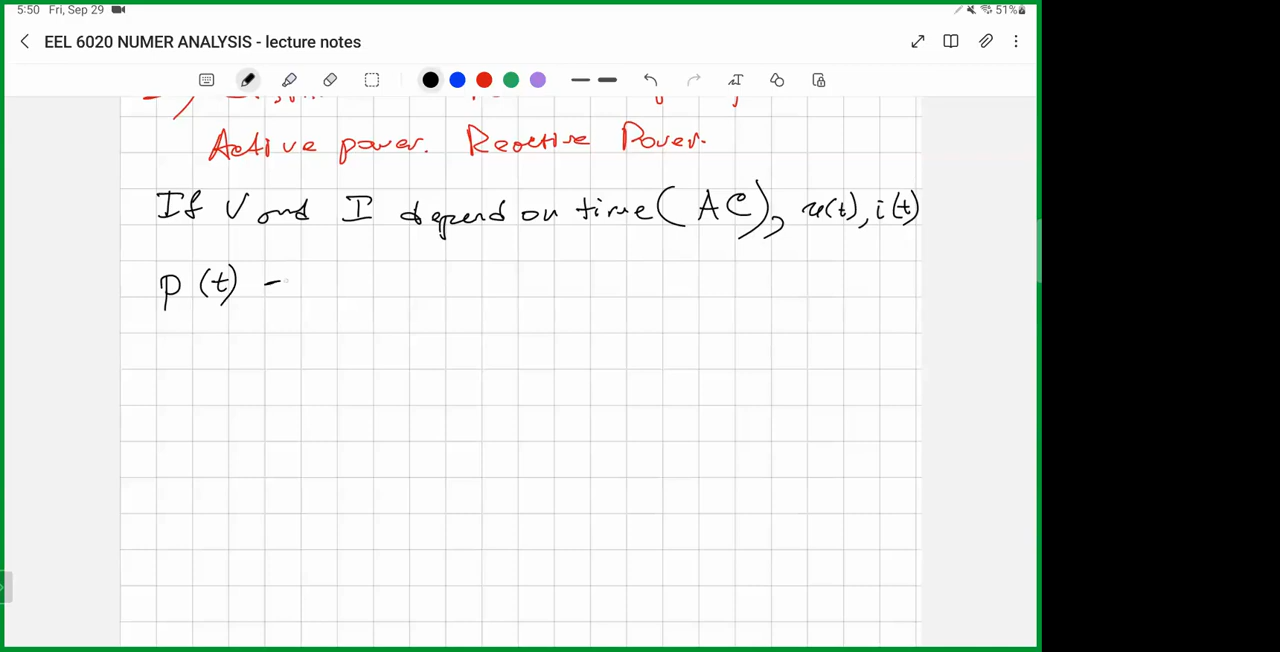 5:50 Fri, Sep 29 51%
EEL 6020 NUMER ANALYSIS - lecture notes
Active power. Reactive Power.
If V and I depend on time (AC), v(t), i(t)
p(t) -